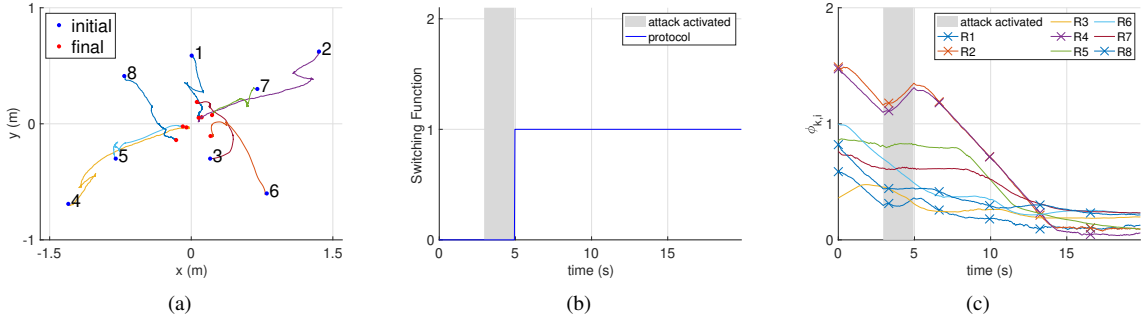 initial
final
1
2
3
4
5
6
7
8
1
0
-1
-1.5
0
1.5
y (m)
x (m)
(a)
attack activated
protocol
2
1
0
0
5
10
15
Switching Function
time (s)
(b)
attack activated
R1
R2
R3
R4
R5
R6
R7
R8
2
1
0
0
5
10
15
ϕk,i
time (s)
(c)